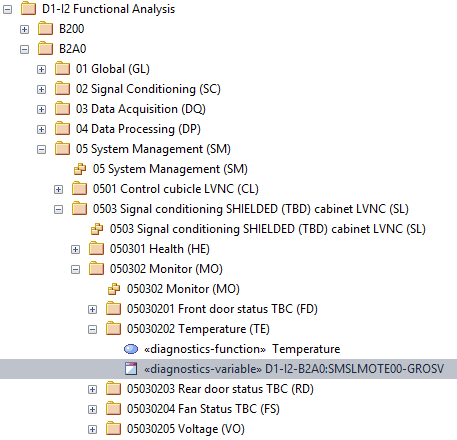 D1-I2 Functional Analysis
B200
B2A0
01 Global (GL)
02 Signal Conditioning (SC)
03 Data Acquisition (DQ)
04 Data Processing (DP)
05 System Management (SM)
05 System Management (SM)
0501 Control cubicle LVNC (CL)
0503 Signal conditioning SHIELDED (TBD) cabinet LVNC (SL)
0503 Signal conditioning SHIELDED (TBD) cabinet LVNC (SL)
050301 Health (HE)
050302 Monitor (MO)
050302 Monitor (MO)
05030201 Front door status TBC (FD)
05030202 Temperature (TE)
«diagnostics-function» Temperature
«diagnostics-variable» D1-I2-B2A0:SMSLMOTE00-GROSV
05030203 Rear door status TBC (RD)
05030204 Fan Status TBC (FS)
05030205 Voltage (VO)